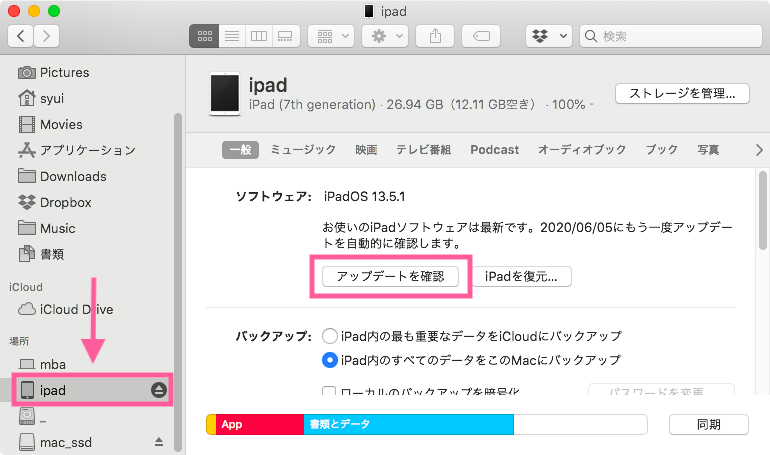 ipad
検索
Pictures
syui
Movies
アプリケーション
Downloads
Dropbox
Music
書類
iCloud
iCloud Drive
場所
mba
ipad
_
mac_ssd
ipad
iPad (7th generation) · 26.94 GB（12.11 GB空き） · 100% -
ストレージを管理...
一般 ミュージック 映画 テレビ番組 Podcast オーディオブック ブック 写真
ソフトウェア: iPadOS 13.5.1
お使いのiPadソフトウェアは最新です。2020/06/05にもう一度アップデー
トを自動的に確認します。
アップデートを確認 iPadを復元...
バックアップ: iPad内の最も重要なデータをiCloudにバックアップ
iPad内のすべてのデータをこのMacにバックアップ
ローカルのバックアップを暗号化 パスワードを変更
App 書類とデータ 同期